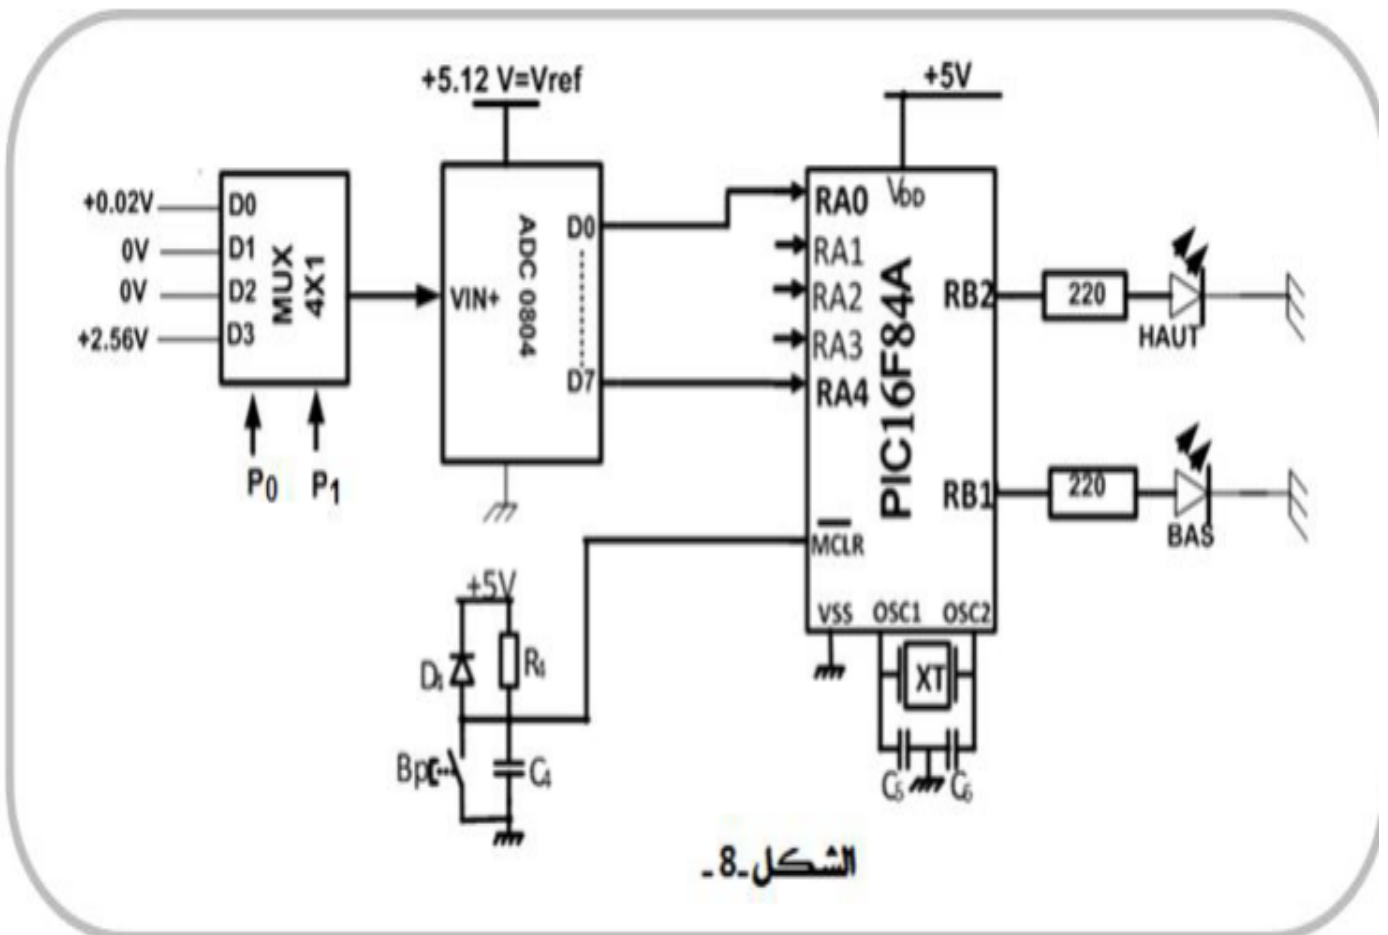 +5.12 V=Vref
+5V
+0.02V
0V
0V
+2.56V
D0
D1
D2
D3
MUX
4X1
P0
P1
VIN+
ADC 0804
D0
D7
RA0
RA1
RA2
RA3
RA4
VDD
PIC16F84A
RB2
RB1
220
HAUT
220
BAS
MCLR
VSS
OSC1
OSC2
XT
C5
C6
+5V
D4
R4
Bp
C4
الشكل-8-